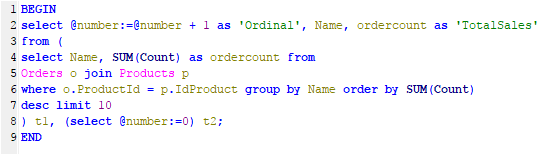 1 BEGIN
2 select @number:=@number + 1 as 'Ordinal', Name, ordercount as 'TotalSales'
3 from (
4 select Name, SUM(Count) as ordercount from
5 Orders o join Products p
6 where o.ProductId = p.IdProduct group by Name order by SUM(Count)
7 desc limit 10
8 ) t1, (select @number:=0) t2;
9 END